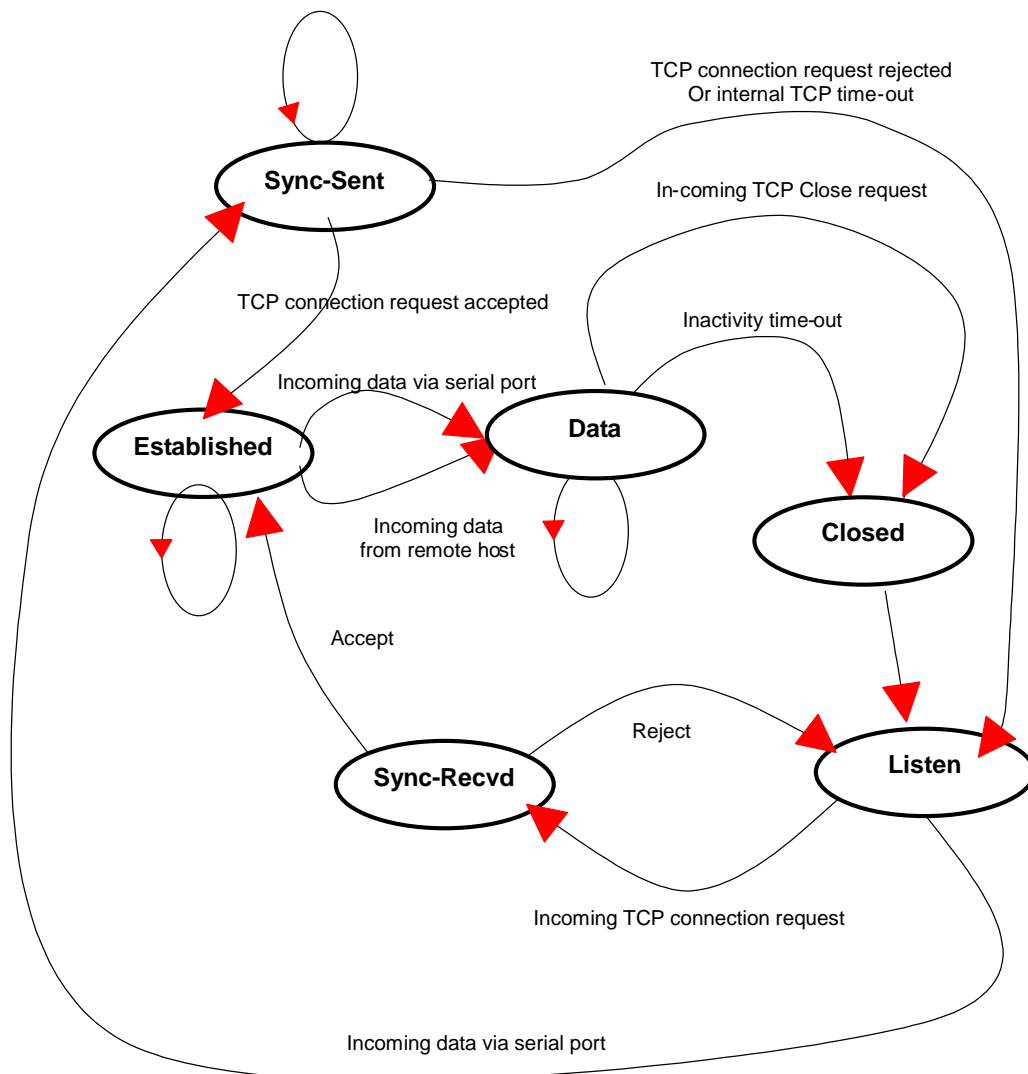 TCP connection request rejected
Or internal TCP time-out
Sync-Sent
In-coming TCP Close request
TCP connection request accepted
Inactivity time-out
Incoming data via serial port
Established
Data
Incoming data
from remote host
Closed
Accept
Reject
Sync-Recvd
Listen
Incoming TCP connection request
Incoming data via serial port